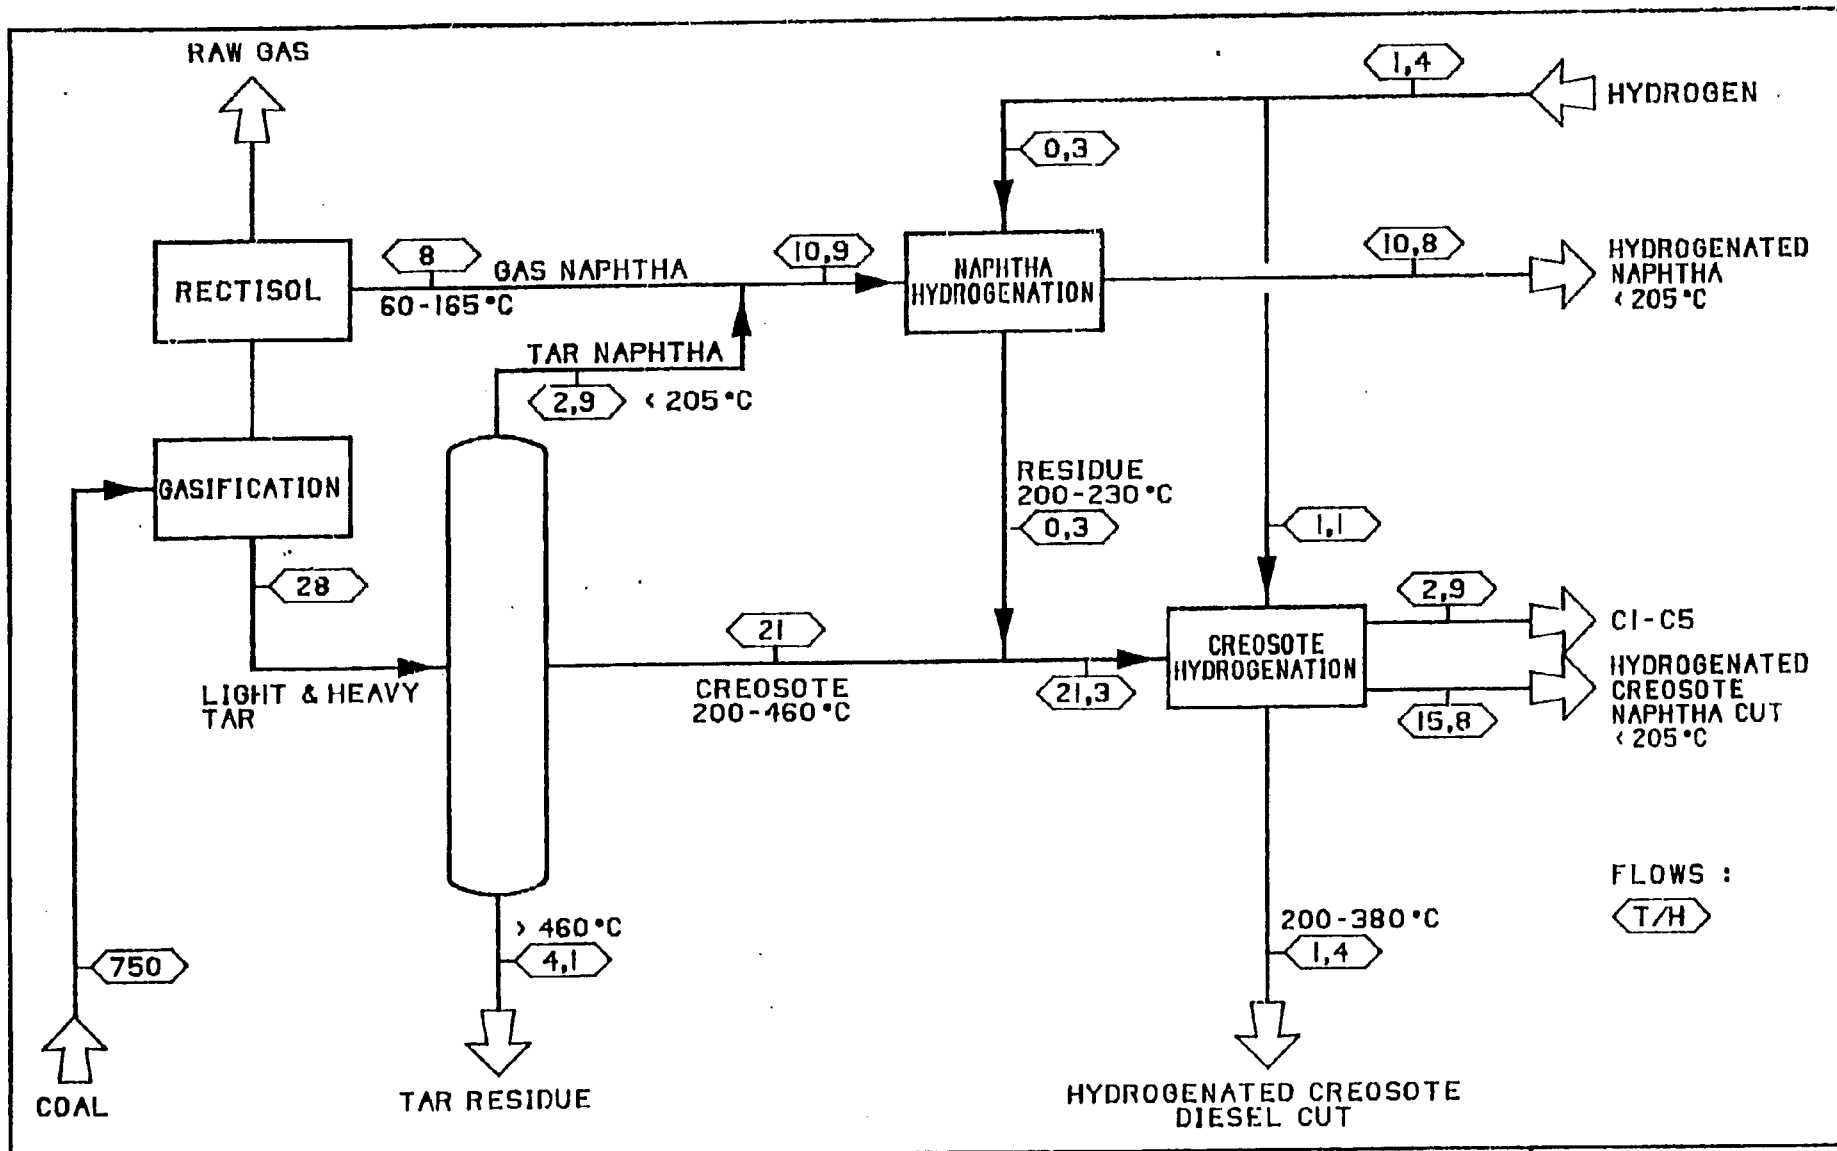 RAW GAS
1,4
HYDROGEN
0,3
RECTISOL
8
GAS NAPHTHA
60-165°C
10,9
NAPHTHA
HYDROGENATION
10,8
HYDROGENATED
NAPHTHA
<205°C
TAR NAPHTHA
2,9
<205°C
GASIFICATION
28
LIGHT & HEAVY
TAR
RESIDUE
200-230°C
0,3
1,1
21
CREOSOTE
200-460°C
21,3
CREOSOTE
HYDROGENATION
2,9
C1-C5
HYDROGENATED
CREOSOTE
NAPHTHA CUT
<205°C
15,8
FLOWS :
T/H
750
COAL
>460°C
4,1
TAR RESIDUE
200-380°C
1,4
HYDROGENATED CREOSOTE
DIESEL CUT